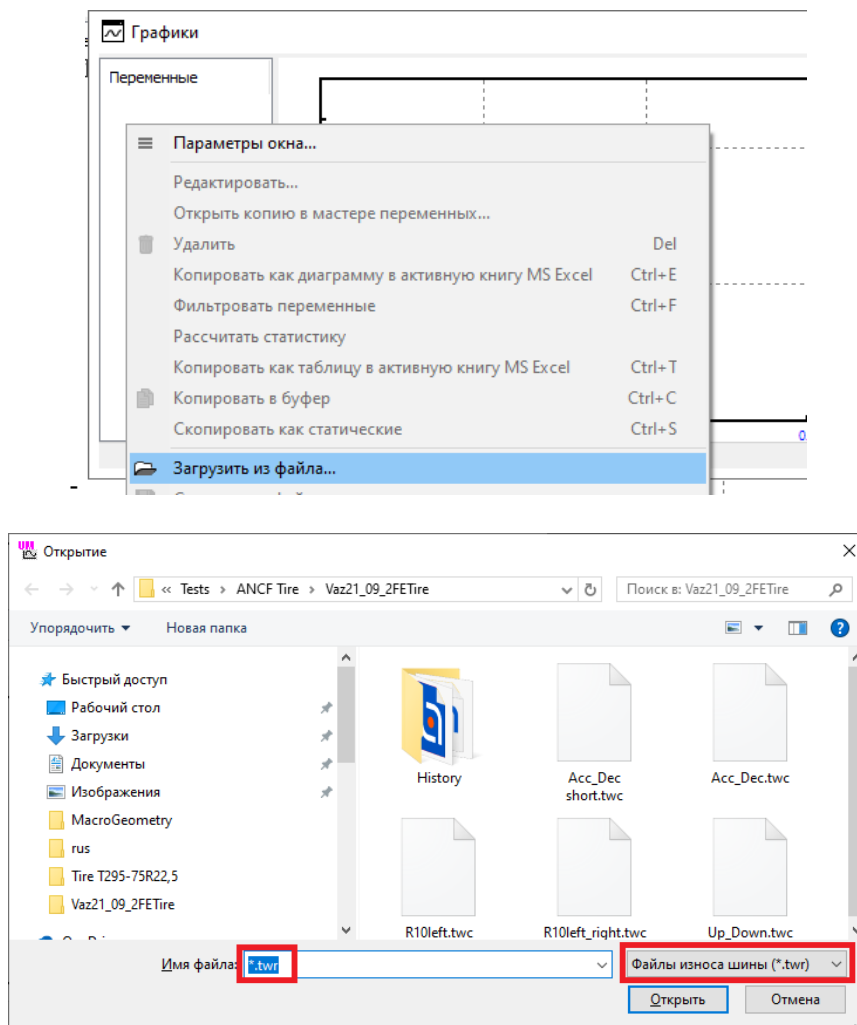 Графики
Переменные
Параметры окна...
Редактировать...
Открыть копию в мастере переменных...
Удалить Del
Копировать как диаграмму в активную книгу MS Excel Ctrl+E
Фильтровать переменные Ctrl+F
Рассчитать статистику
Копировать как таблицу в активную книгу MS Excel Ctrl+T
Копировать в буфер Ctrl+C
Скопировать как статические Ctrl+S
0.
Загрузить из файла...
UM Открытие
« Tests › ANCF Tire › Vaz21_09_2FETire
Поиск в: Vaz21_09_2FETire
Упорядочить Новая папка
Быстрый доступ
Рабочий стол
Загрузки
Документы
Изображения
MacroGeometry
rus
Tire T295-75R22,5
Vaz21_09_2FETire
History
Acc_Dec short.twc
Acc_Dec.twc
R10left.twc
R10left_right.twc
Up_Down.twc
Имя файла: *.twr
Файлы износа шины (*.twr)
Открыть
Отмена